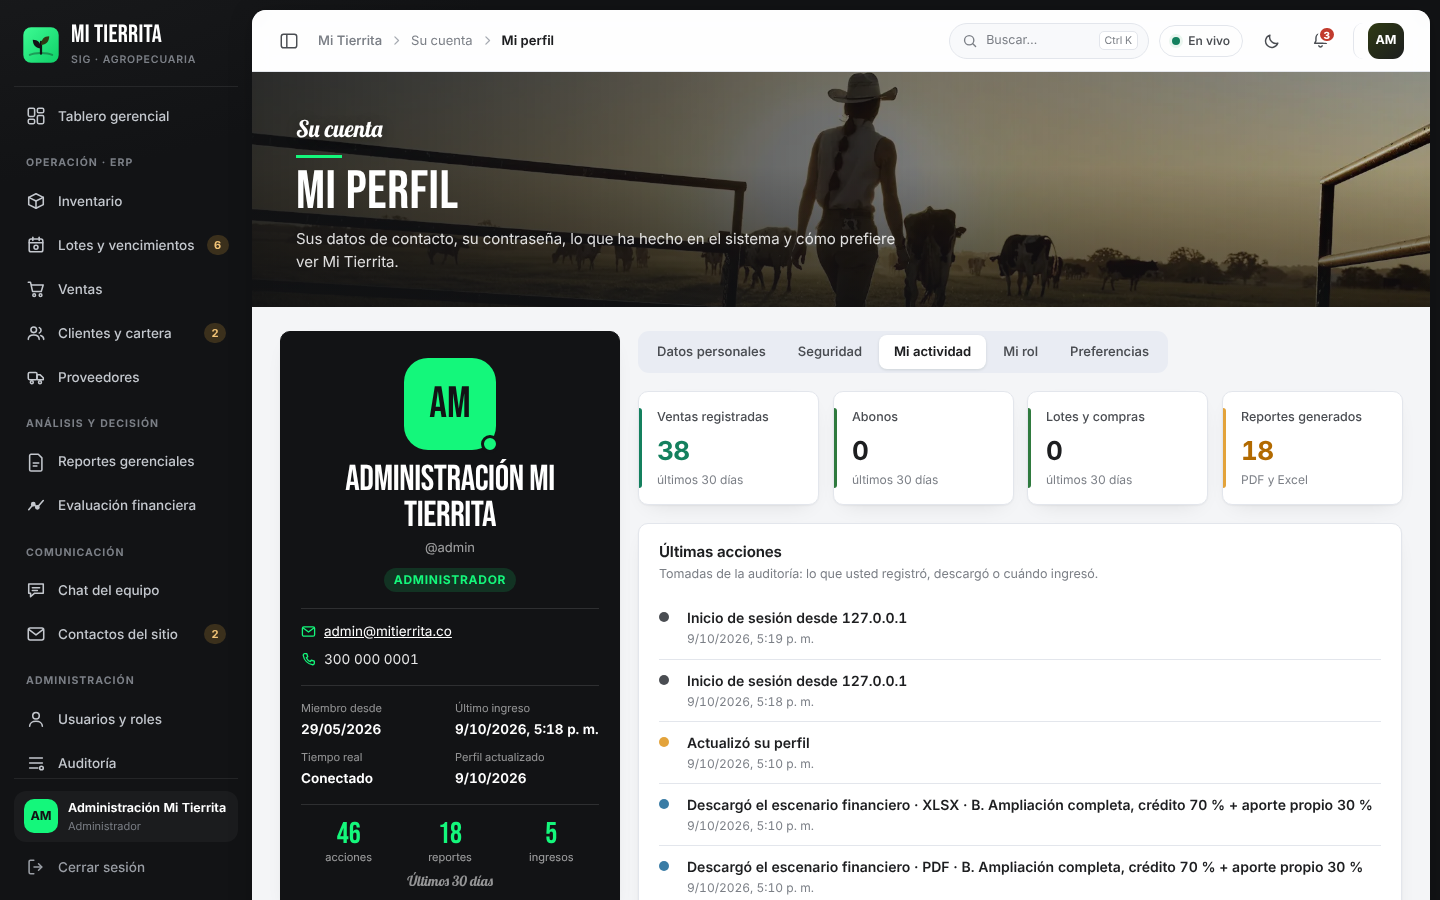 MI TIERRITA
SIG · AGROPECUARIA
Tablero gerencial
OPERACIÓN · ERP
Inventario
Lotes y vencimientos 6
Ventas
Clientes y cartera 2
Proveedores
ANÁLISIS Y DECISIÓN
Reportes gerenciales
Evaluación financiera
COMUNICACIÓN
Chat del equipo
Contactos del sitio 2
ADMINISTRACIÓN
Usuarios y roles
Auditoría
AM Administración Mi Tierrita
Administrador
Cerrar sesión
Mi Tierrita > Su cuenta > Mi perfil
Buscar... Ctrl K
En vivo
3
AM
Su cuenta
MI PERFIL
Sus datos de contacto, su contraseña, lo que ha hecho en el sistema y cómo prefiere
ver Mi Tierrita.
AM
ADMINISTRACIÓN MI
TIERRITA
@admin
ADMINISTRADOR
admin@mitierrita.co
300 000 0001
Miembro desde Último ingreso
29/05/2026 9/10/2026, 5:18 p. m.
Tiempo real Perfil actualizado
Conectado 9/10/2026
46 18 5
acciones reportes ingresos
Últimos 30 días
Datos personales Seguridad Mi actividad Mi rol Preferencias
Ventas registradas
38
últimos 30 días
Abonos
0
últimos 30 días
Lotes y compras
0
últimos 30 días
Reportes generados
18
PDF y Excel
Últimas acciones
Tomadas de la auditoría: lo que usted registró, descargó o cuándo ingresó.
Inicio de sesión desde 127.0.0.1
9/10/2026, 5:19 p. m.
Inicio de sesión desde 127.0.0.1
9/10/2026, 5:18 p. m.
Actualizó su perfil
9/10/2026, 5:10 p. m.
Descargó el escenario financiero · XLSX · B. Ampliación completa, crédito 70 % + aporte propio 30 %
9/10/2026, 5:10 p. m.
Descargó el escenario financiero · PDF · B. Ampliación completa, crédito 70 % + aporte propio 30 %
9/10/2026, 5:10 p. m.